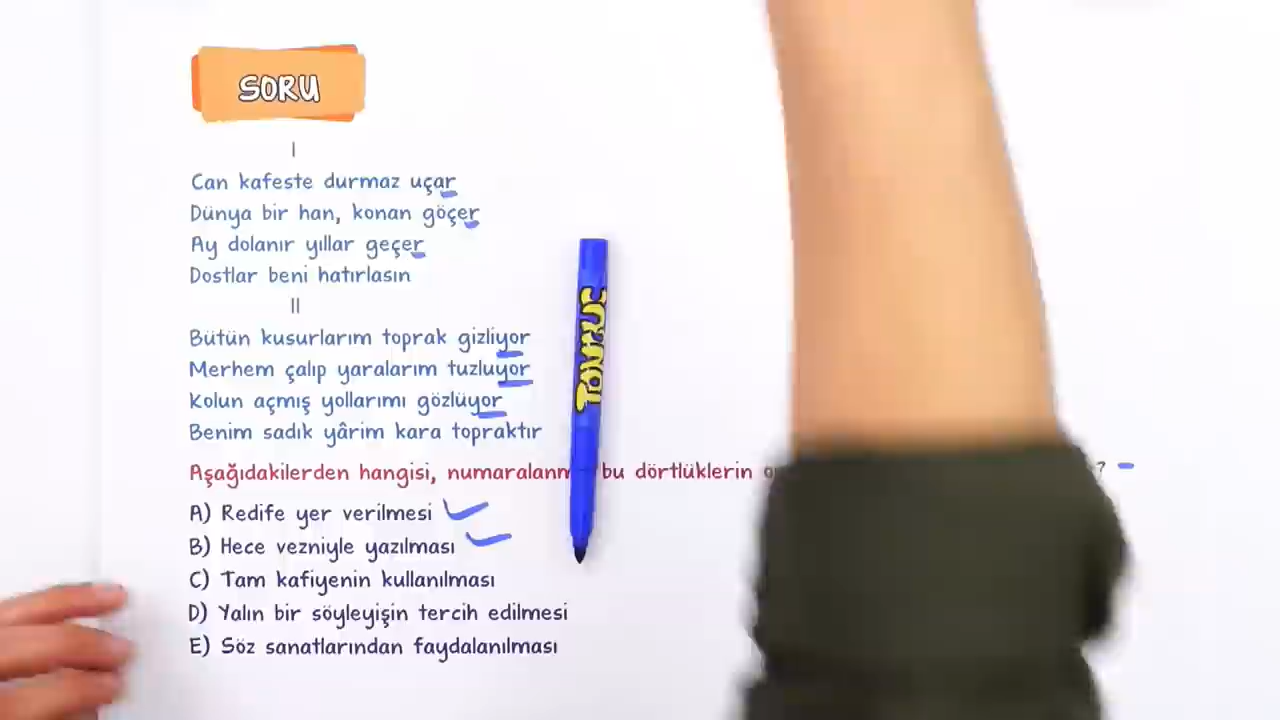 SORU
I
Can kafeste durmaz uçar
Dünya bir han, konan göçer
Ay dolanır yıllar geçer
Dostlar beni hatırlasın
II
Bütün kusurlarım toprak gizliyor
Merhem çalıp yaralarım tuzluyor
Kolun açmış yollarımı gözlüyor
Benim sadık yârim kara topraktır
Aşağıdakilerden hangisi, bu dörtlüklerin ?
A) Redife yer verilmesi
B) Hece vezniyle yazılması
C) Tam kafiyenin kullanılması
D) Yalın bir söyleyişin tercih edilmesi
E) Söz sanatlarından faydalanılması
TONGUÇ